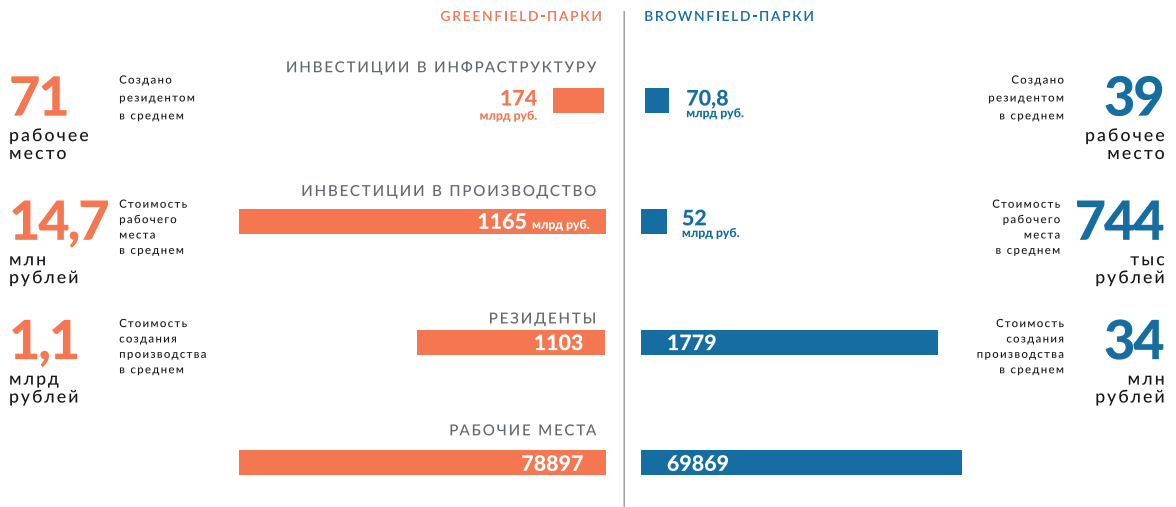 GREENFIELD-ПАРКИ
BROWNFIELD-ПАРКИ
ИНВЕСТИЦИИ В ИНФРАСТРУКТУРУ
71
рабочее
место
Создано
резидентом
в среднем
174
млрд руб.
70,8
млрд руб.
Создано
резидентом
в среднем
39
рабочее
место
ИНВЕСТИЦИИ В ПРОИЗВОДСТВО
14,7
млн
рублей
Стоимость
рабочего
места
в среднем
1165 млрд руб.
52
млрд руб.
Стоимость
рабочего
места
в среднем
744
тыс
рублей
РЕЗИДЕНТЫ
1,1
млрд
рублей
Стоимость
создания
производства
в среднем
1103
1779
Стоимость
создания
производства
в среднем
34
млн
рублей
РАБОЧИЕ МЕСТА
78897
69869